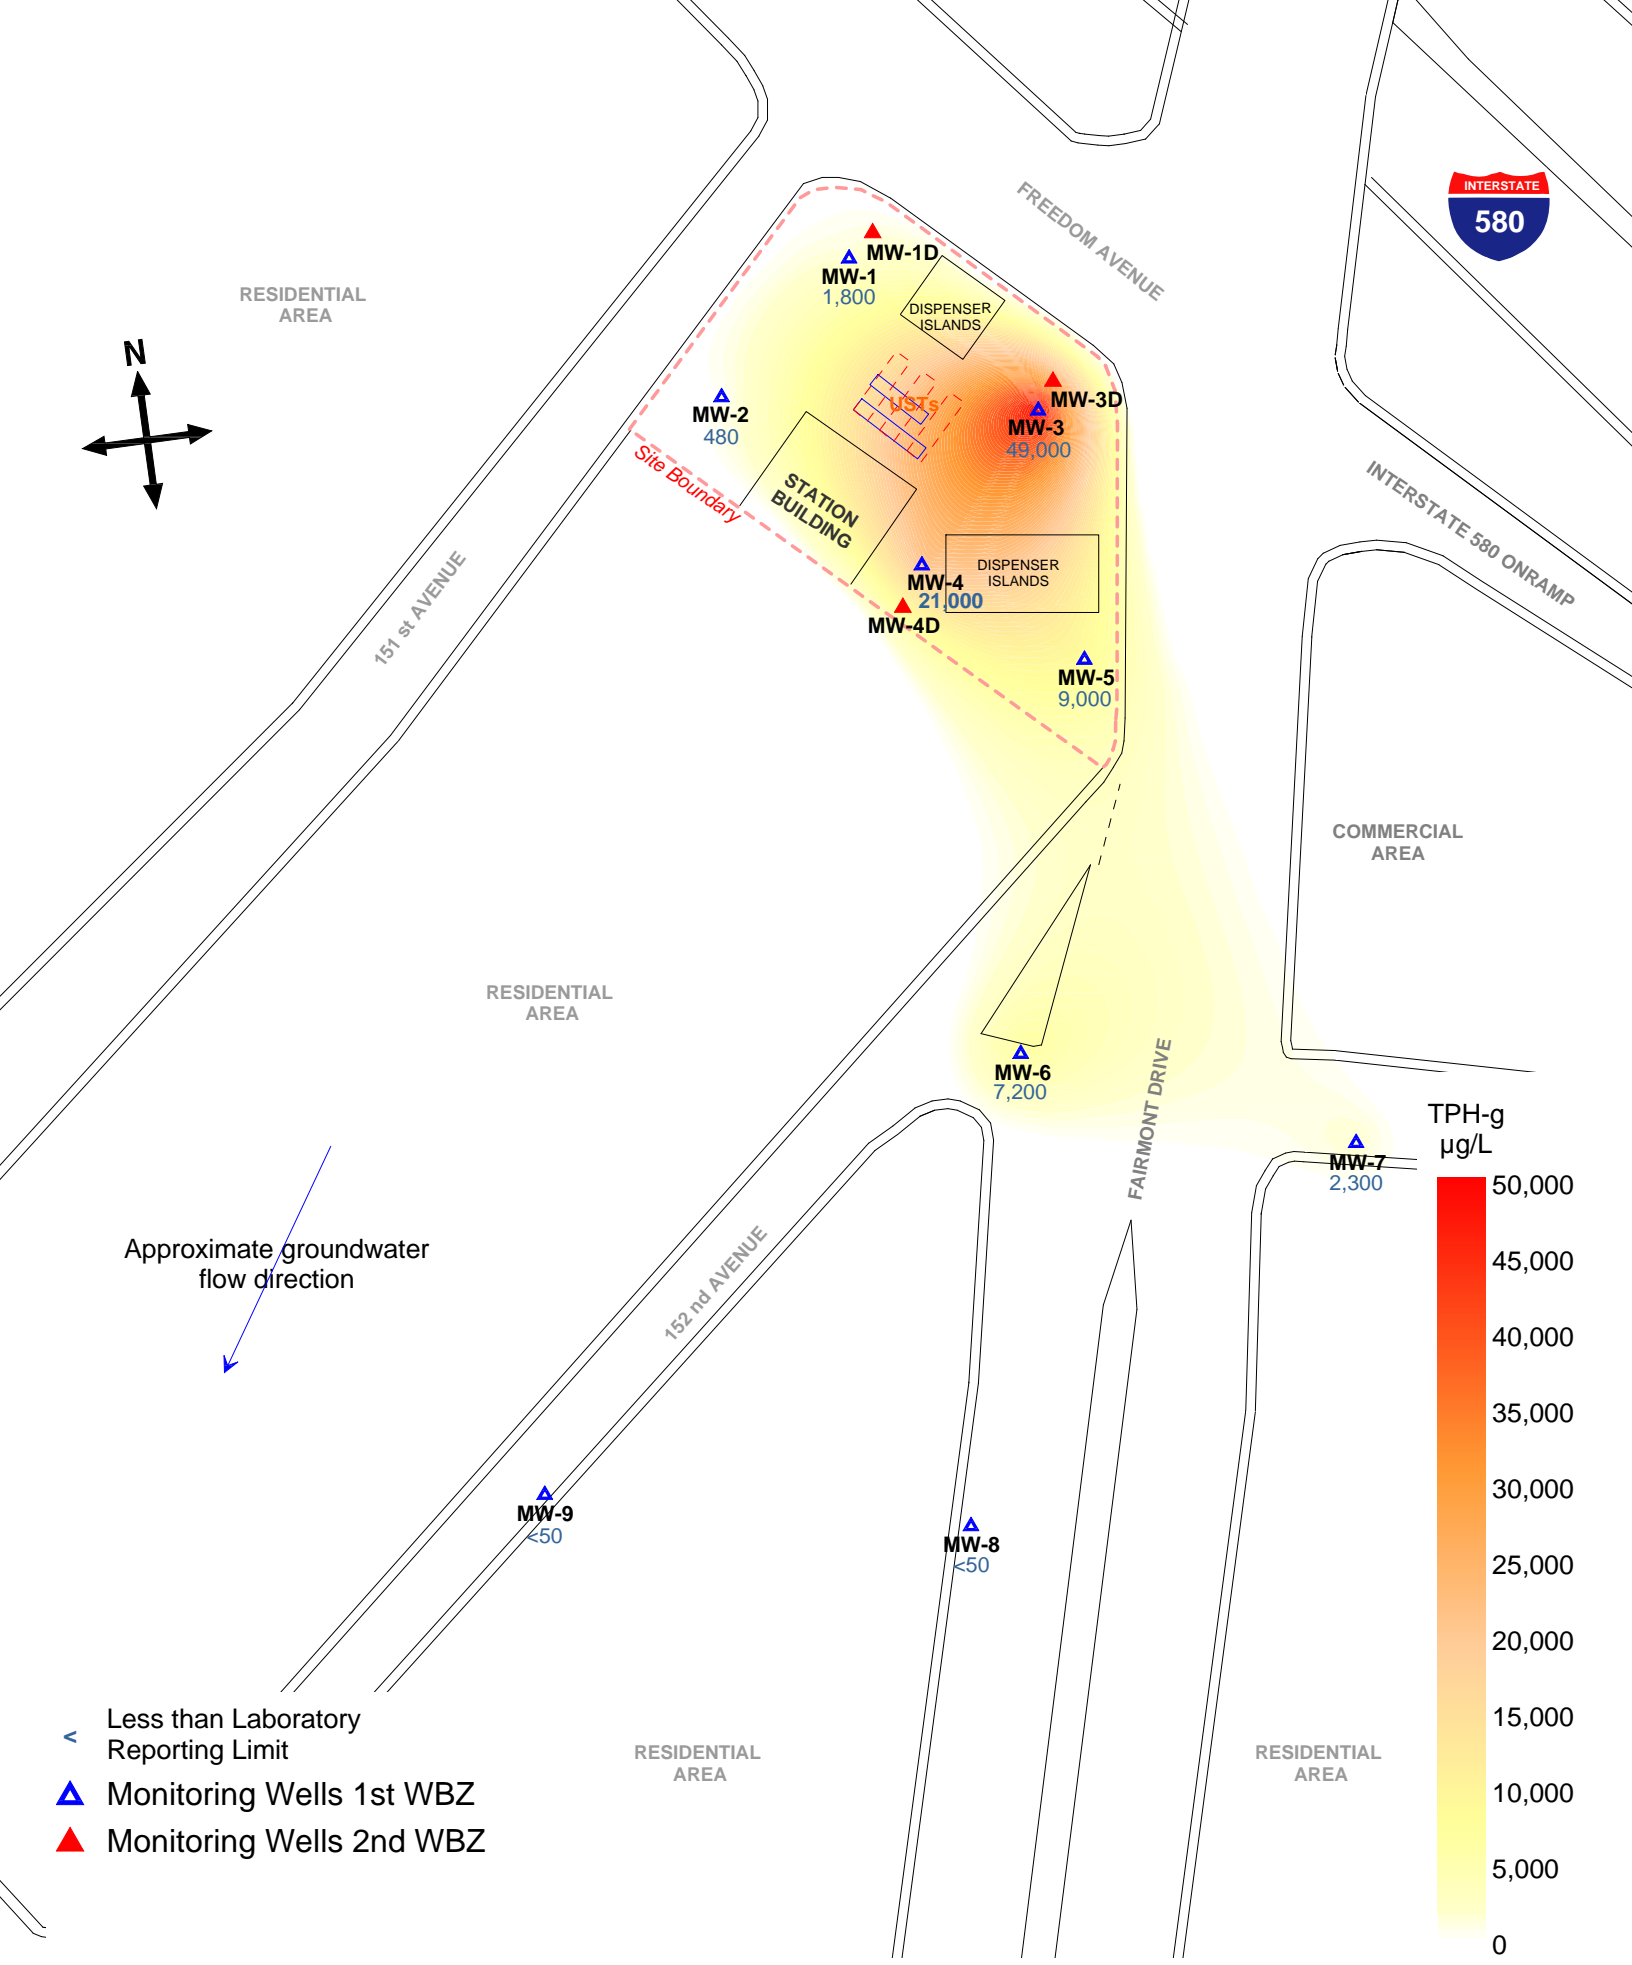 FREEDOM AVENUE
INTERSTATE
580
MW-1D
MW-1
1,800
RESIDENTIAL
AREA
DISPENSER
ISLANDS
N
USTs
MW-3D
MW-3
49,000
MW-2
480
Site Boundary
STATION
BUILDING
INTERSTATE 580 ONRAMP
151 st AVENUE
DISPENSER
ISLANDS
MW-4
21,000
MW-4D
MW-5
9,000
COMMERCIAL
AREA
RESIDENTIAL
AREA
MW-6
7,200
FAIRMONT DRIVE
MW-7
2,300
TPH-g
µg/L
50,000
45,000
40,000
35,000
30,000
25,000
20,000
15,000
10,000
5,000
0
Approximate groundwater
flow direction
152 nd AVENUE
MW-9
<50
MW-8
<50
< Less than Laboratory
Reporting Limit
Monitoring Wells 1st WBZ
Monitoring Wells 2nd WBZ
RESIDENTIAL
AREA
RESIDENTIAL
AREA